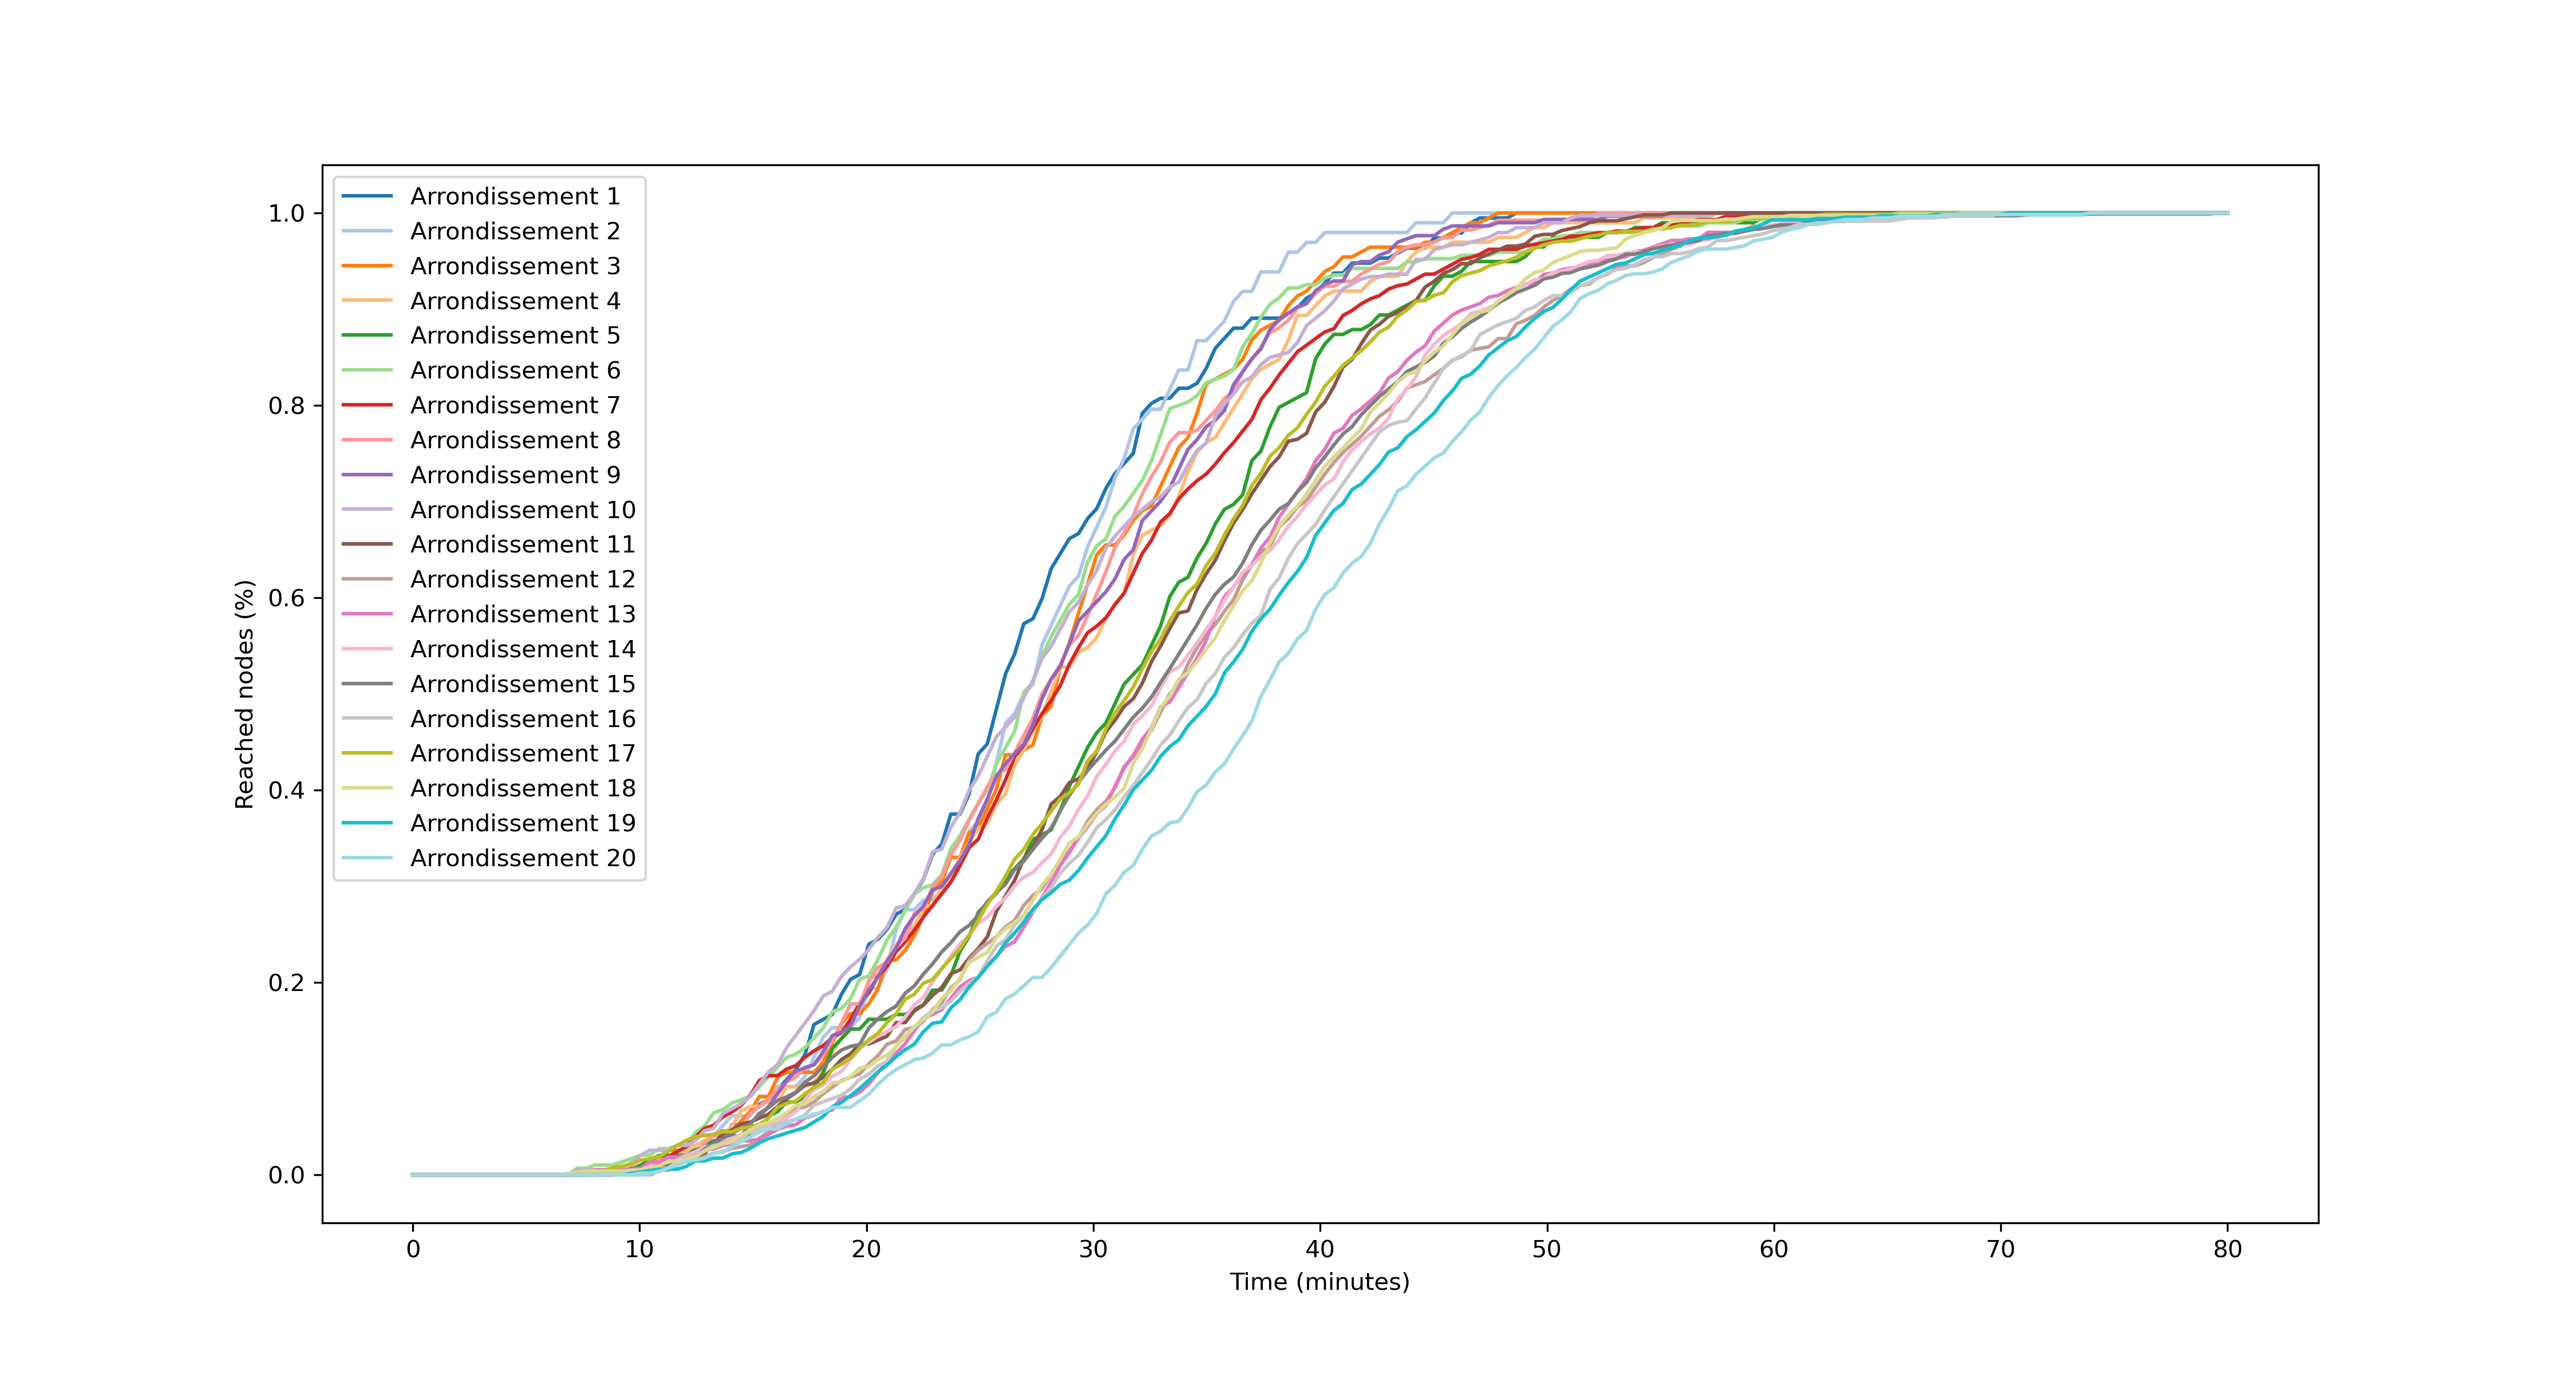 Arrondissement 1
Arrondissement 2
Arrondissement 3
Arrondissement 4
Arrondissement 5
Arrondissement 6
Arrondissement 7
Arrondissement 8
Arrondissement 9
Arrondissement 10
Arrondissement 11
Arrondissement 12
Arrondissement 13
Arrondissement 14
Arrondissement 15
Arrondissement 16
Arrondissement 17
Arrondissement 18
Arrondissement 19
Arrondissement 20
Reached nodes (%)
1.0
0.8
0.6
0.4
0.2
0.0
0 10 20 30 40 50 60 70 80
Time (minutes)